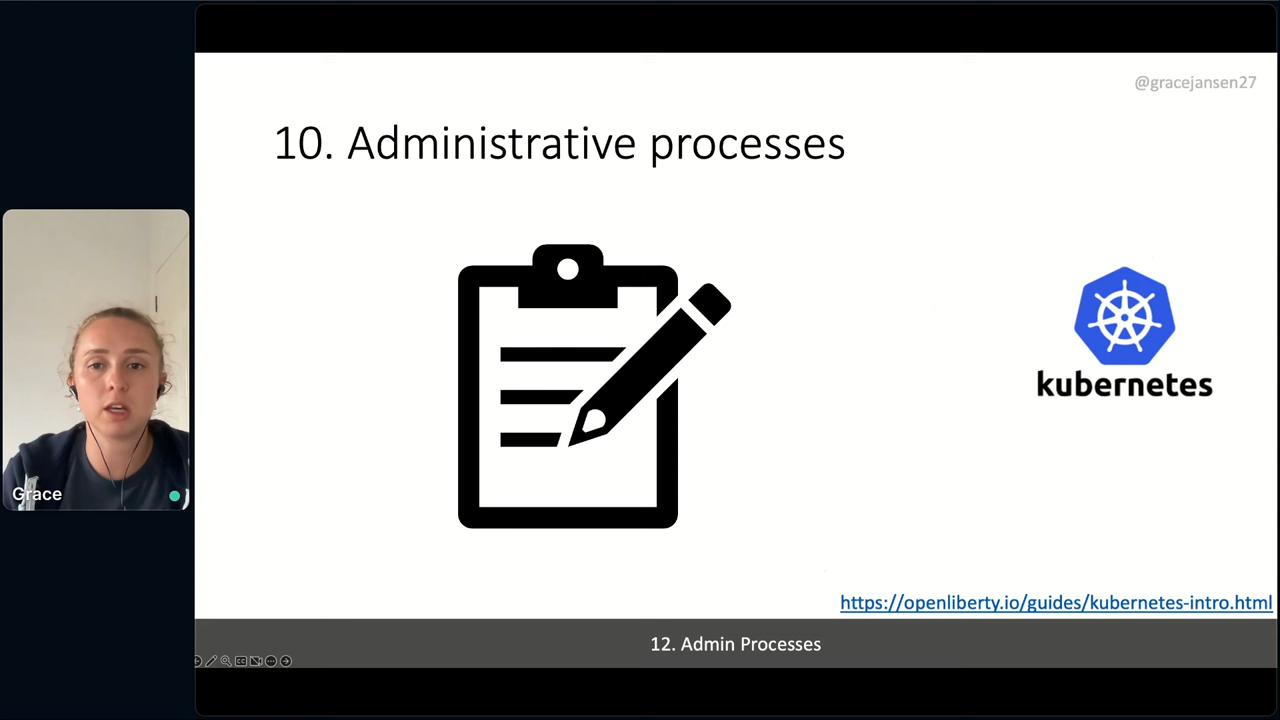 @gracejansen27
10. Administrative processes
kubernetes
Grace
https://openliberty.io/guides/kubernetes-intro.html
12. Admin Processes